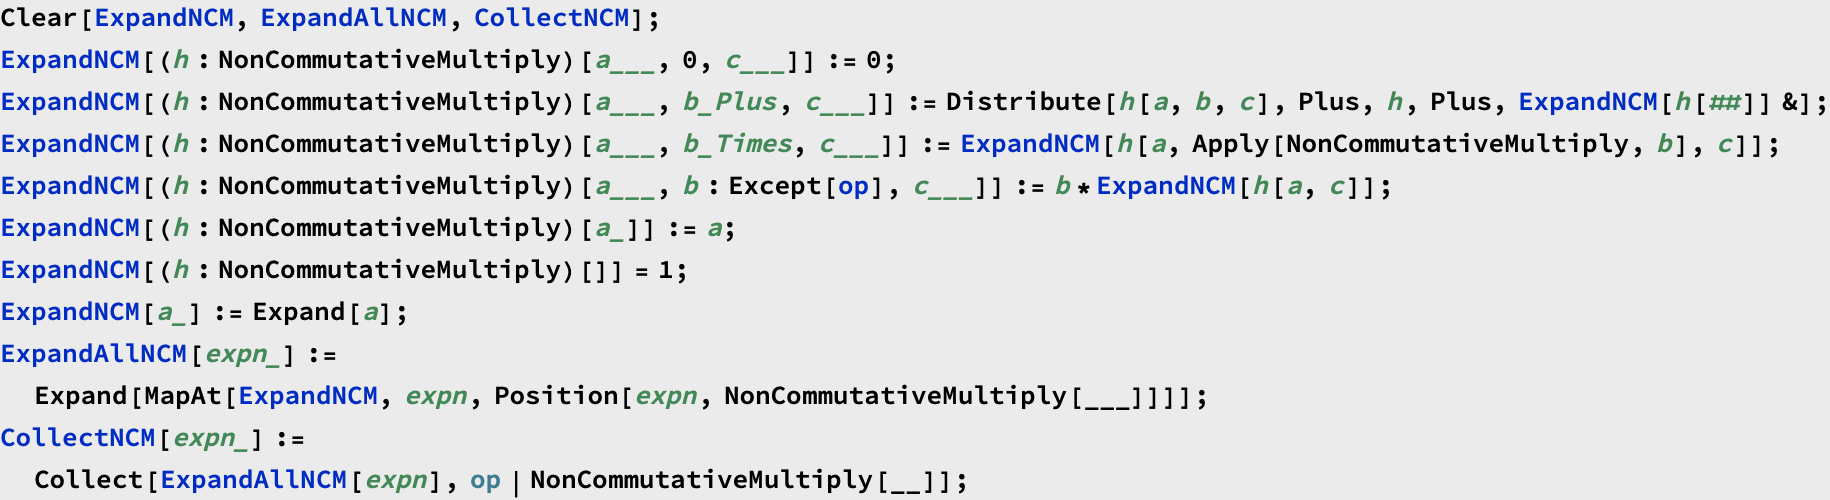 Clear[ExpandNCM, ExpandAllNCM, CollectNCM];
ExpandNCM[(h : NonCommutativeMultiply)[a___, 0, c___]] := 0;
ExpandNCM[(h : NonCommutativeMultiply)[a___, b_Plus, c___]] := Distribute[h[a, b, c], Plus, h, Plus, ExpandNCM[h[##]] &];
ExpandNCM[(h : NonCommutativeMultiply)[a___, b_Times, c___]] := ExpandNCM[h[a, Apply[NonCommutativeMultiply, b], c]];
ExpandNCM[(h : NonCommutativeMultiply)[a___, b : Except[op], c___]] := b * ExpandNCM[h[a, c]];
ExpandNCM[(h : NonCommutativeMultiply)[a_]] := a;
ExpandNCM[(h : NonCommutativeMultiply)[]] = 1;
ExpandNCM[a_] := Expand[a];
ExpandAllNCM[expn_] :=
Expand[MapAt[ExpandNCM, expn, Position[expn, NonCommutativeMultiply[___]]]];
CollectNCM[expn_] :=
Collect[ExpandAllNCM[expn], op | NonCommutativeMultiply[__]];